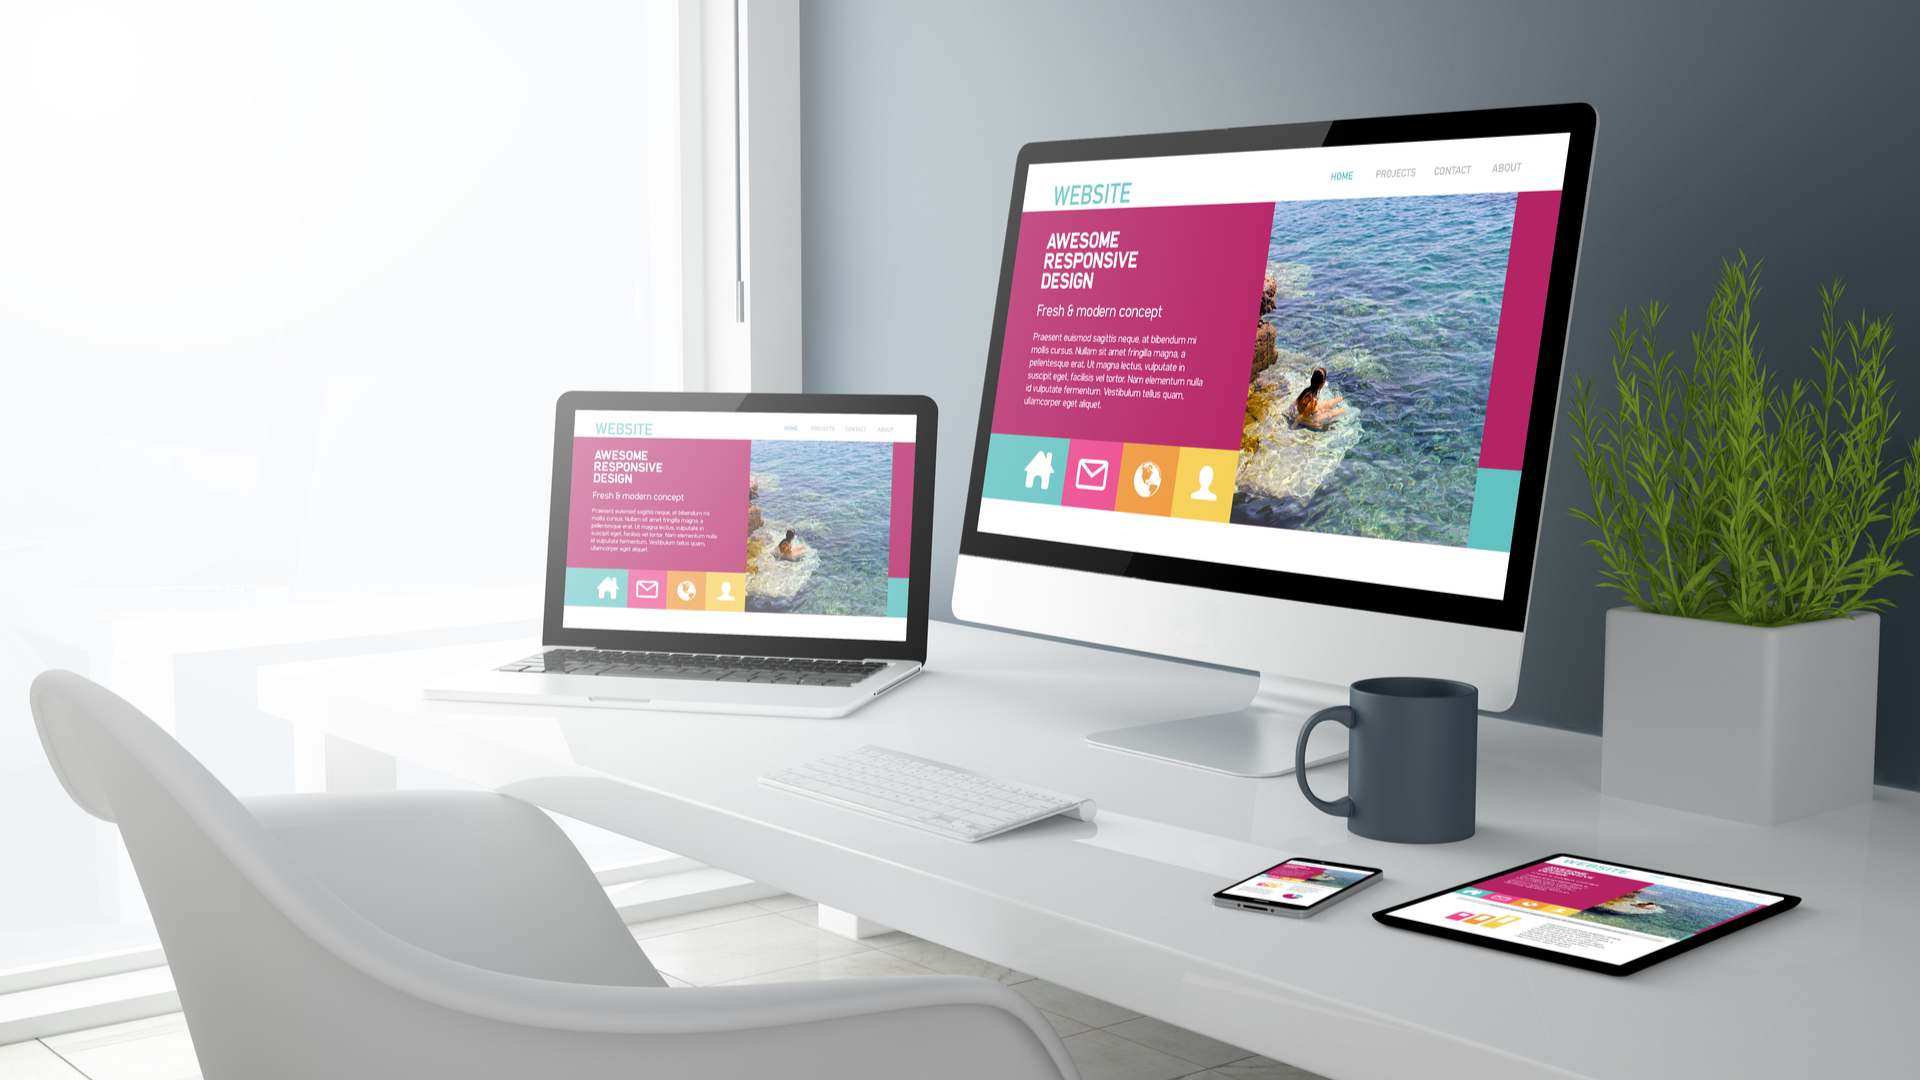 WEBSITE
HOME PROJECTS CONTACT ABOUT
AWESOME
RESPONSIVE
DESIGN
Fresh & modern concept
Praesent euismod sagittis neque, at bibendum mi
mollis cursus. Nullam sit amet fringilla magna, a
pelentesque erat. Ut magna lectus, vulputate in
suscipit eget, facilisis vel tortor. Nam elementum nulla
id vulputate fermentum. Vestibulum tellus quam,
ullamcorper eget aliquet.
WEBSITE
HOME PROJECTS CONTACT ABOUT
AWESOME
RESPONSIVE
DESIGN
Fresh & modern concept
Praesent euismod sagittis neque, at bibendum mi
mollis cursus. Nullam sit amet fringilla magna, a
pelentesque erat. Ut magna lectus, vulputate in
suscipit eget, facilisis vel tortor. Nam elementum nulla
id vulputate fermentum. Vestibulum tellus quam,
ullamcorper eget aliquet.
WEBSITE
AWESOME
RESPONSIVE
DESIGN